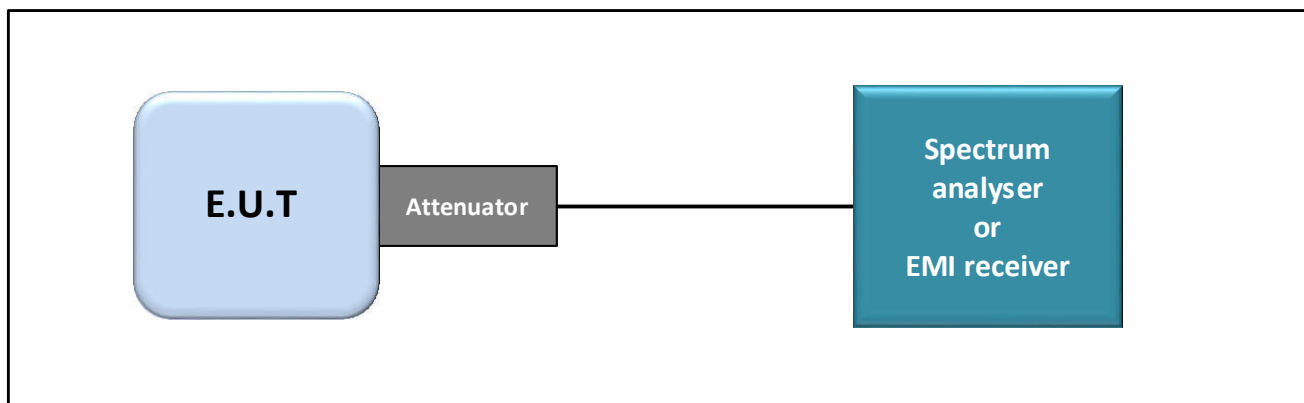 E.U.T
Attenuator
Spectrum
analyser
or
EMI receiver